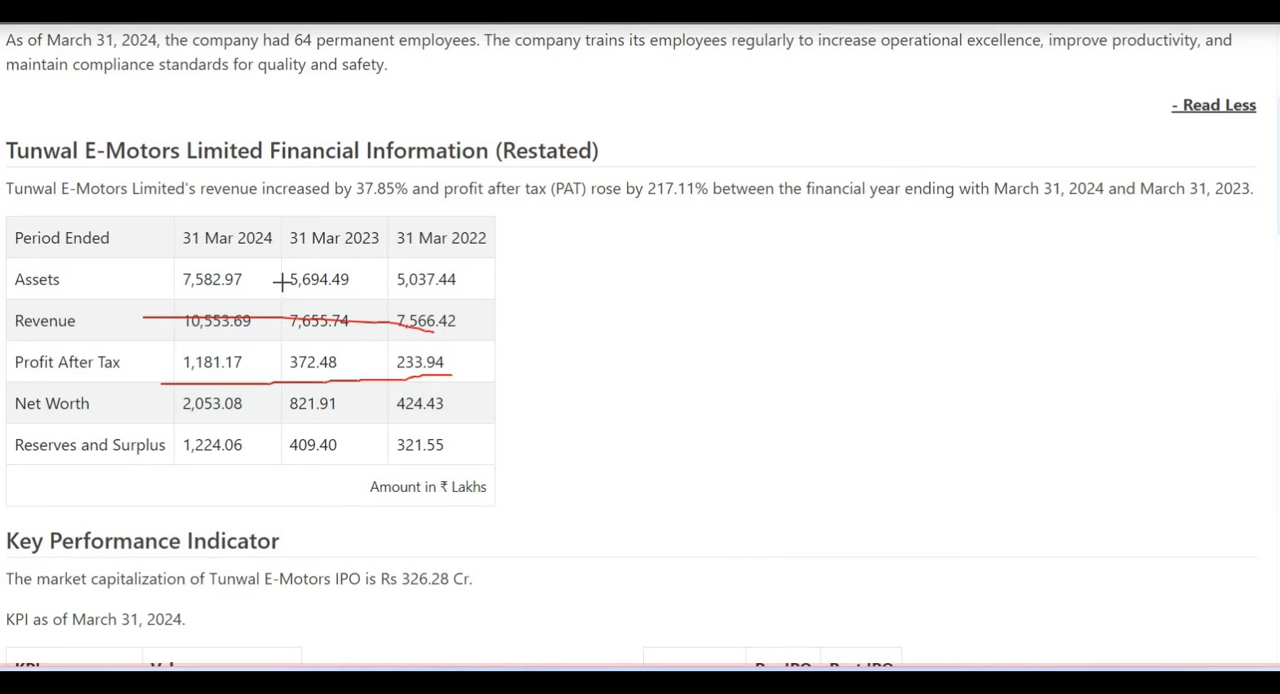 As of March 31, 2024, the company had 64 permanent employees. The company trains its employees regularly to increase operational excellence, improve productivity, and
maintain compliance standards for quality and safety.
- Read Less
Tunwal E-Motors Limited Financial Information (Restated)
Tunwal E-Motors Limited's revenue increased by 37.85% and profit after tax (PAT) rose by 217.11% between the financial year ending with March 31, 2024 and March 31, 2023.
Period Ended 31 Mar 2024 31 Mar 2023 31 Mar 2022
Assets 7,582.97 5,694.49 5,037.44
Revenue 10,553.69 7,655.74 7,566.42
Profit After Tax 1,181.17 372.48 233.94
Net Worth 2,053.08 821.91 424.43
Reserves and Surplus 1,224.06 409.40 321.55
Amount in ₹ Lakhs
Key Performance Indicator
The market capitalization of Tunwal E-Motors IPO is Rs 326.28 Cr.
KPI as of March 31, 2024.